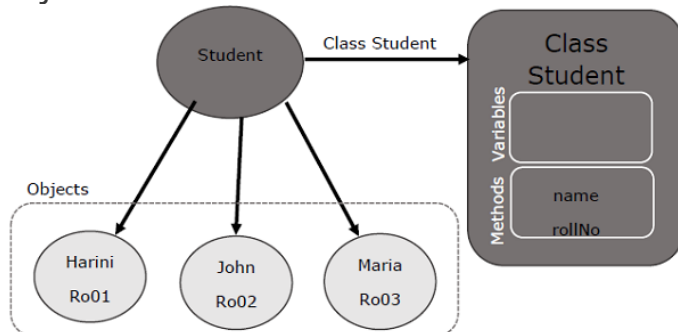 Student
Class Student
Class
Student
Variables
Methods
name
rollNo
Objects
Harini
Ro01
John
Ro02
Maria
Ro03